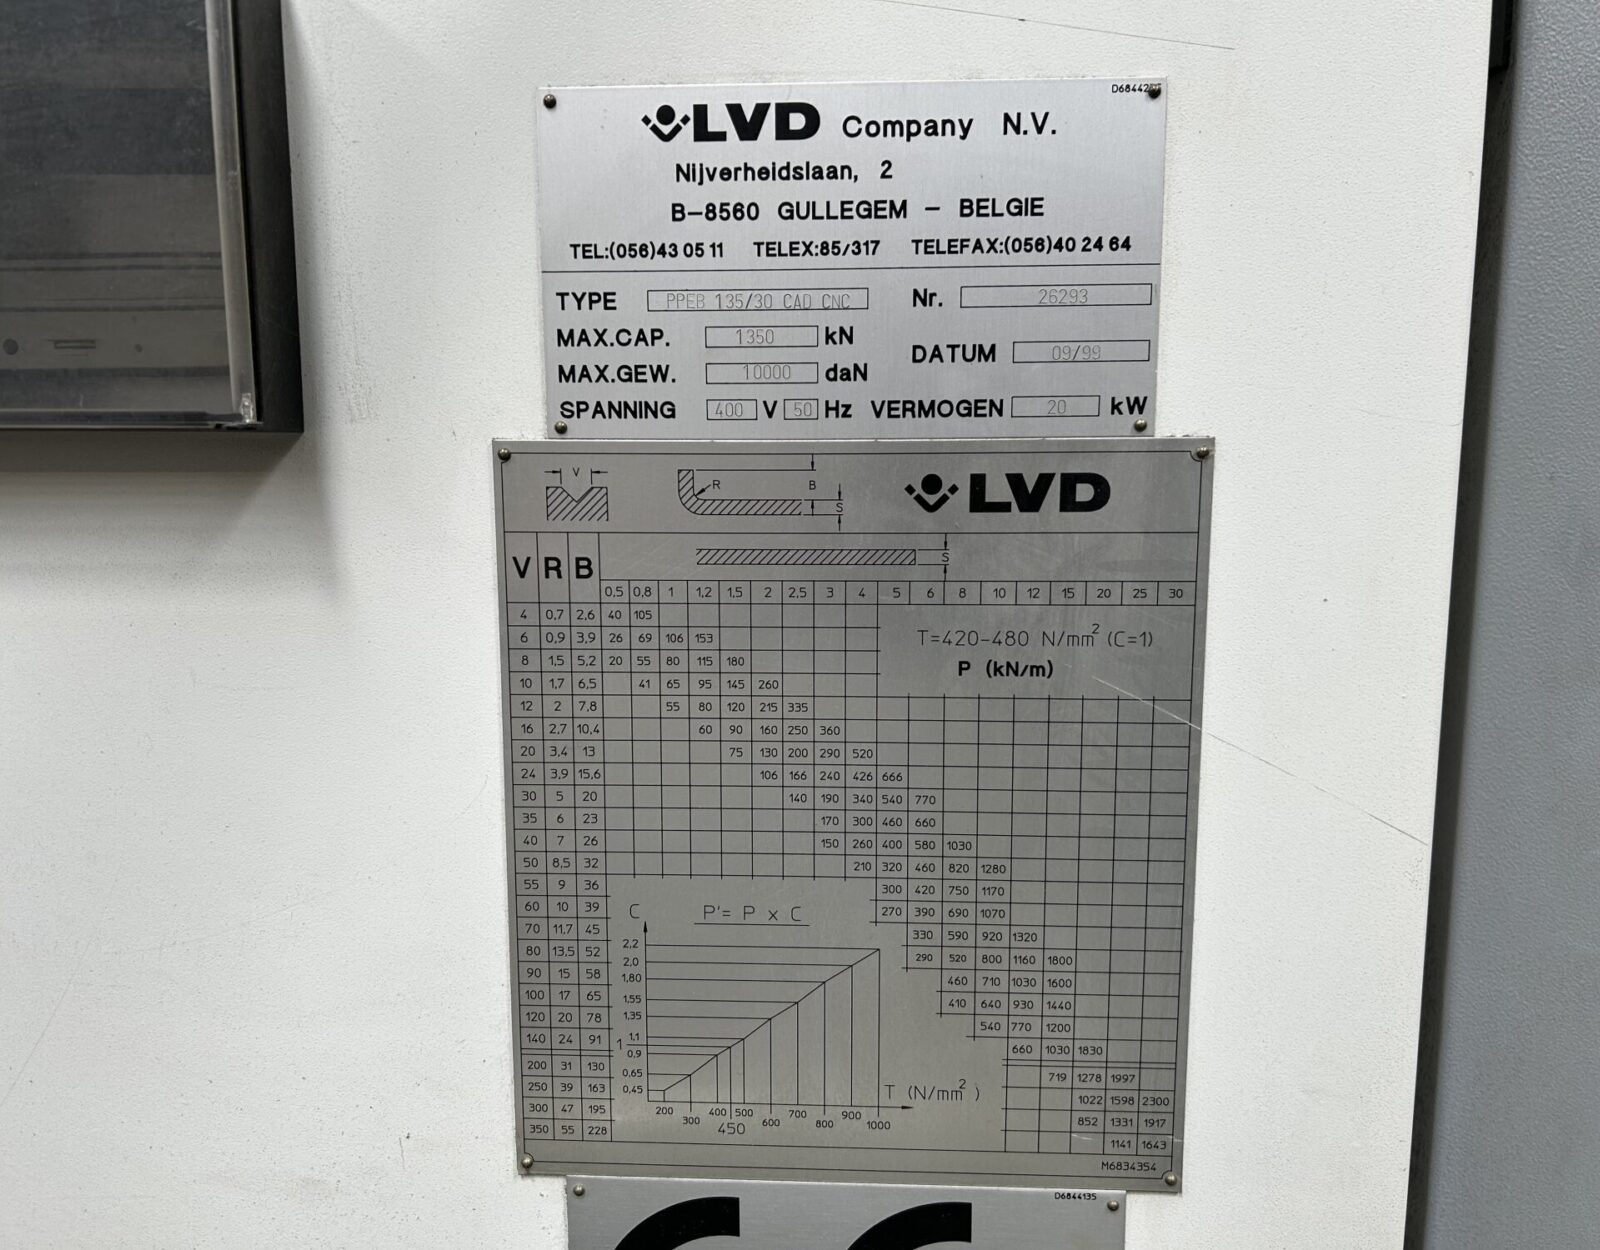 LVD Company N.V.
Nijverheidslaan, 2
B-8560 GULLEGEM - BELGIE
TEL:(056)43 05 11 TELEX:85/317 TELEFAX:(056)40 24 64
TYPE PPEB 135/30 CAD CNC Nr. 26293
MAX.CAP. 1350 kN
DATUM 09/99
MAX.GEW. 10000 daN
SPANNING 400 V 50 Hz VERMOGEN 20 kW
V R B S LVD
V R B S
0,5 0,8 1 1,2 1,5 2 2,5 3 4 5 6 8 10 12 15 20 25 30
T=420-480 N/mm² (C=1)
P (kN/m)
4 0,7 2,6 40 105
6 0,9 3,9 26 69 106 153
8 1,5 5,2 20 55 80 115 180
10 1,7 6,5 41 65 95 145 260
12 2 7,8 55 80 120 215 335
16 2,7 10,4 60 90 160 250 360
20 3,4 13 75 130 200 290 520
24 3,9 15,6 106 166 240 426 666
30 5 20 140 190 340 540 770
35 6 23 170 300 460 660
40 7 26 150 260 400 580 1030
50 8,5 32 210 320 460 820 1280
55 9 36 300 420 750 1170
60 10 39 270 390 690 1070
70 11,7 45 330 590 920 1320
80 13,5 52 290 520 800 1160 1800
90 15 58 460 710 1030 1600
100 17 65 410 640 930 1440
120 20 78 540 770 1200
140 24 91 660 1030 1830
200 31 130 719 1278 1997
250 39 163 1022 1598 2300
300 47 195 852 1331 1917
350 55 228 1141 1643
C P'= P x C
2,2
2,0
1,80
1,55
1,35
1,1
1
0,9
0,65
0,45
T (N/mm²)
200 300 400 450 500 600 700 800 900 1000
M6834354
D6844135
CE